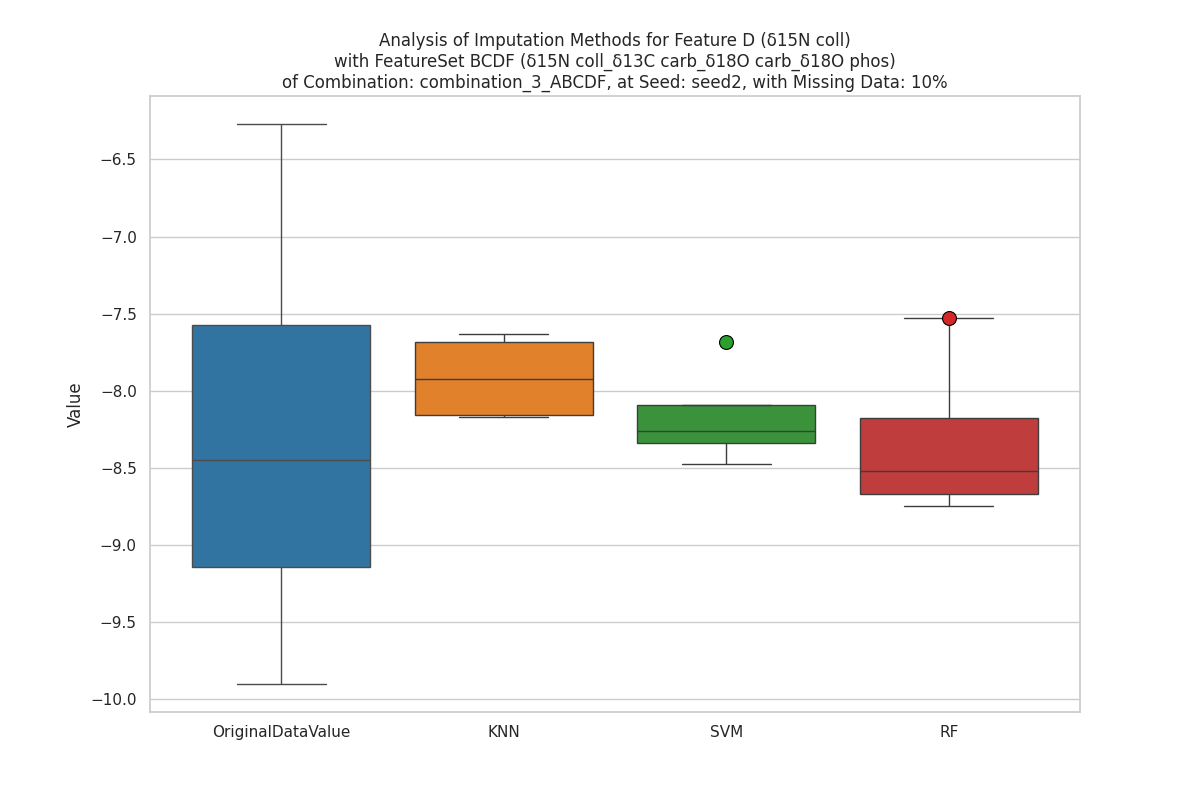 Analysis of Imputation Methods for Feature D (δ15N coll)
with FeatureSet BCDF (δ15N coll_δ13C carb_δ18O carb_δ18O phos)
of Combination: combination_3_ABCDF, at Seed: seed2, with Missing Data: 10%
−6.5
−7.0
−7.5
−8.0
−8.5
−9.0
−9.5
−10.0
Value
OriginalDataValue
KNN
SVM
RF